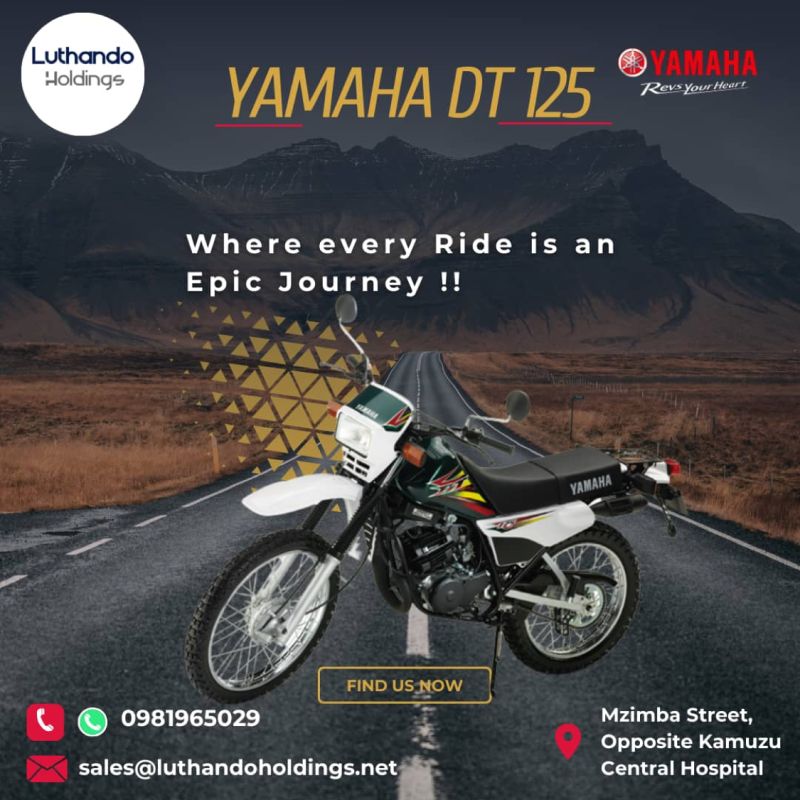 Luthando
Holdings
YAMAHA DT 125
YAMAHA
Revs Your Heart
Where every Ride is an
Epic Journey !!
YAMAHA
YAMAHA
FIND US NOW
0981965029
sales@luthandoholdings.net
Mzimba Street,
Opposite Kamuzu
Central Hospital